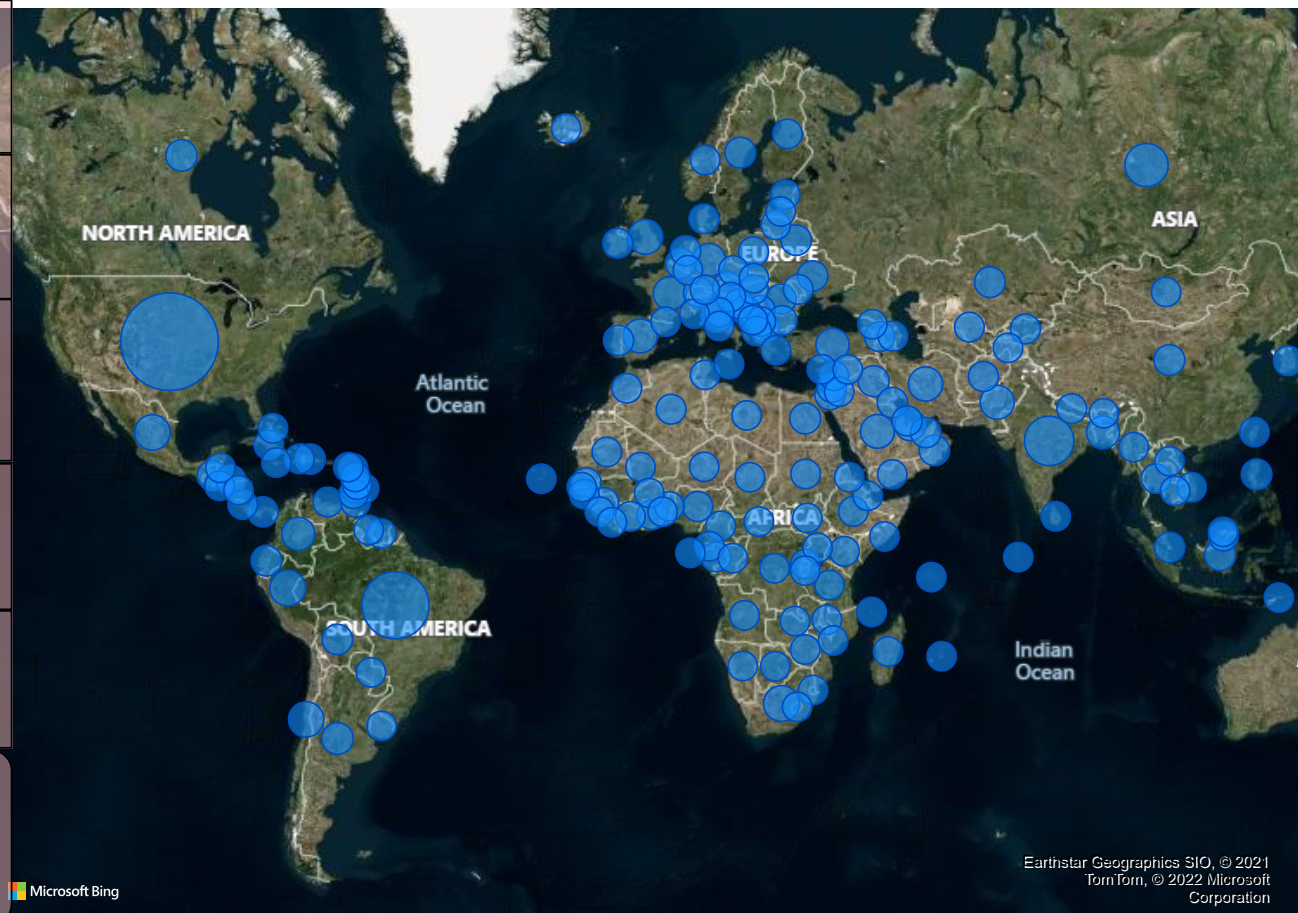 NORTH AMERICA
ASIA
EUROPE
Atlantic
Ocean
AFRICA
SOUTH AMERICA
Indian
Ocean
Earthstar Geographics SIO, © 2021
TomTom, © 2022 Microsoft
Corporation
Microsoft Bing